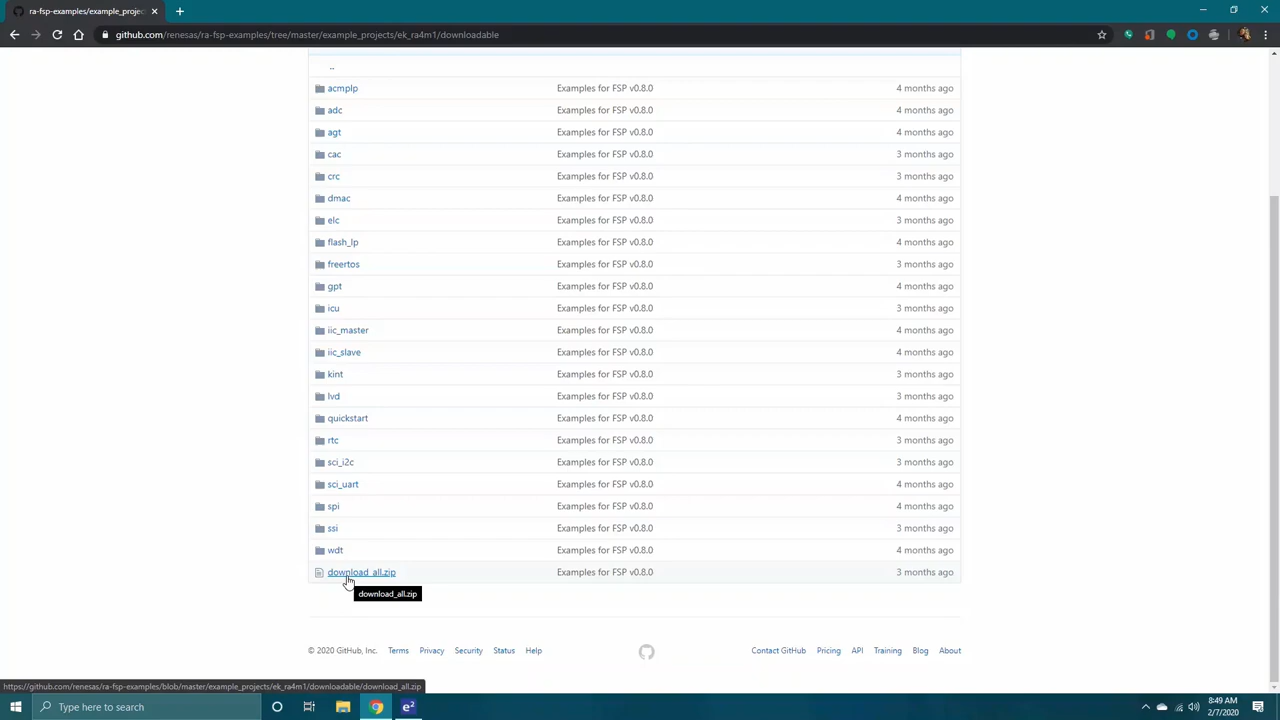 ra-fsp-examples/example_projec
github.com/renesas/ra-fsp-examples/tree/master/example_projects/ek_ra4m1/downloadable
..
acmplp Examples for FSP v0.8.0 4 months ago
adc Examples for FSP v0.8.0 4 months ago
agt Examples for FSP v0.8.0 4 months ago
cac Examples for FSP v0.8.0 3 months ago
crc Examples for FSP v0.8.0 3 months ago
dmac Examples for FSP v0.8.0 4 months ago
elc Examples for FSP v0.8.0 3 months ago
flash_lp Examples for FSP v0.8.0 4 months ago
freertos Examples for FSP v0.8.0 3 months ago
gpt Examples for FSP v0.8.0 4 months ago
icu Examples for FSP v0.8.0 3 months ago
iic_master Examples for FSP v0.8.0 4 months ago
iic_slave Examples for FSP v0.8.0 4 months ago
kint Examples for FSP v0.8.0 3 months ago
lvd Examples for FSP v0.8.0 3 months ago
quickstart Examples for FSP v0.8.0 4 months ago
rtc Examples for FSP v0.8.0 3 months ago
sci_i2c Examples for FSP v0.8.0 3 months ago
sci_uart Examples for FSP v0.8.0 4 months ago
spi Examples for FSP v0.8.0 4 months ago
ssi Examples for FSP v0.8.0 3 months ago
wdt Examples for FSP v0.8.0 4 months ago
download_all.zip Examples for FSP v0.8.0 3 months ago
download_all.zip
© 2020 GitHub, Inc. Terms Privacy Security Status Help Contact GitHub Pricing API Training Blog About
https://github.com/renesas/ra-fsp-examples/blob/master/example_projects/ek_ra4m1/downloadable/download_all.zip
Type here to search e² 8:49 AM
2/7/2020